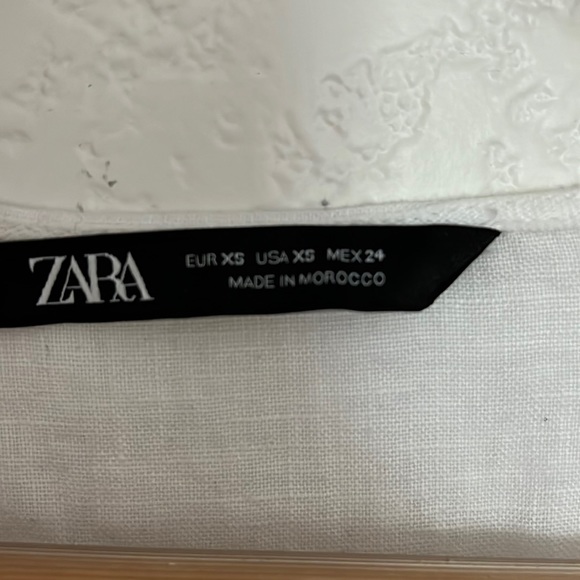 ZARA
EUR XS USA XS MEX 24
MADE IN MOROCCO